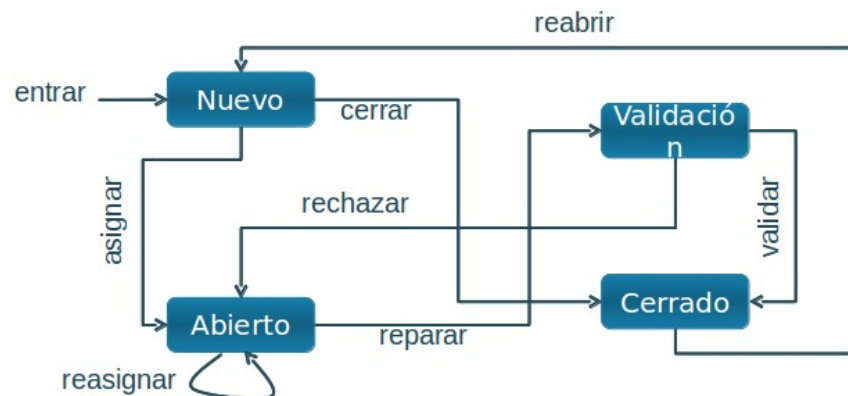 reabrir
entrar
Nuevo
cerrar
Validació
n
asignar
rechazar
validar
Abierto
reparar
Cerrado
reasignar